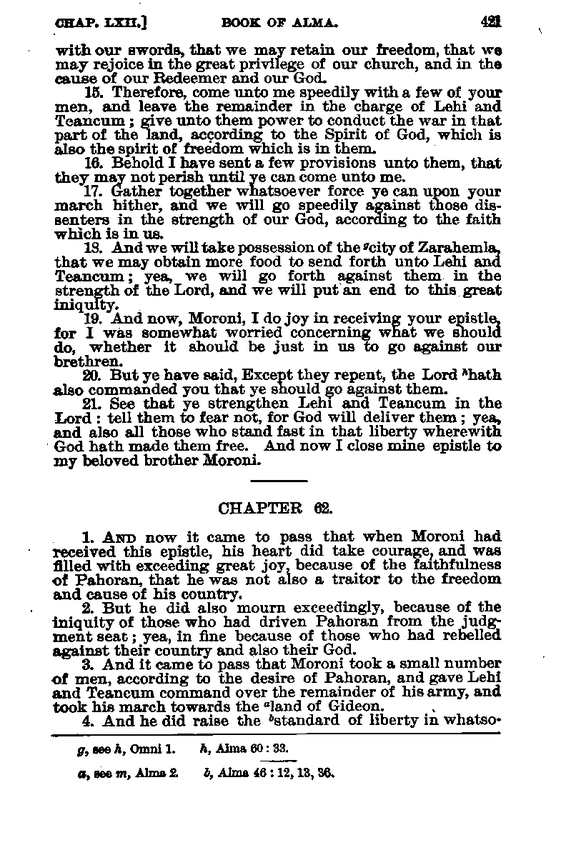 CHAP. LXII.] BOOK OF ALMA. 421
with our swords, that we may retain our freedom, that we
may rejoice in the great privilege of our church, and in the
cause of our Redeemer and our God.
15. Therefore, come unto me speedily with a few of your
men, and leave the remainder in the charge of Lehi and
Teancum; give unto them power to conduct the war in that
part of the land, according to the Spirit of God, which is
also the spirit of freedom which is in them.
16. Behold I have sent a few provisions unto them, that
they may not perish until ye can come unto me.
17. Gather together whatsoever force ye can upon your
march hither, and we will go speedily against those dis-
senters in the strength of our God, according to the faith
which is in us.
18. And we will take possession of the gcity of Zarahemla,
that we may obtain more food to send forth unto Lehi and
Teancum; yea, we will go forth against them in the
strength of the Lord, and we will put an end to this great
iniquity.
19. And now, Moroni, I do joy in receiving your epistle,
for I was somewhat worried concerning what we should
do, whether it should be just in us to go against our
brethren.
20. But ye have said, Except they repent, the Lord hhath
also commanded you that ye should go against them.
21. See that ye strengthen Lehi and Teancum in the
Lord: tell them to fear not, for God will deliver them; yea,
and also all those who stand fast in that liberty wherewith
God hath made them free. And now I close mine epistle to
my beloved brother Moroni.
CHAPTER 62.
1. AND now it came to pass that when Moroni had
received this epistle, his heart did take courage, and was
filled with exceeding great joy, because of the faithfulness
of Pahoran, that he was not also a traitor to the freedom
and cause of his country.
2. But he did also mourn exceedingly, because of the
iniquity of those who had driven Pahoran from the judg-
ment seat; yea, in fine because of those who had rebelled
against their country and also their God.
3. And it came to pass that Moroni took a small number
of men, according to the desire of Pahoran, and gave Lehi
and Teancum command over the remainder of his army, and
took his march towards the aland of Gideon.
4. And he did raise the bstandard of liberty in whatso-
g, see h, Omni 1. h, Alma 60: 33.
a, see m, Alma 2. b, Alma 46: 12, 13, 36.